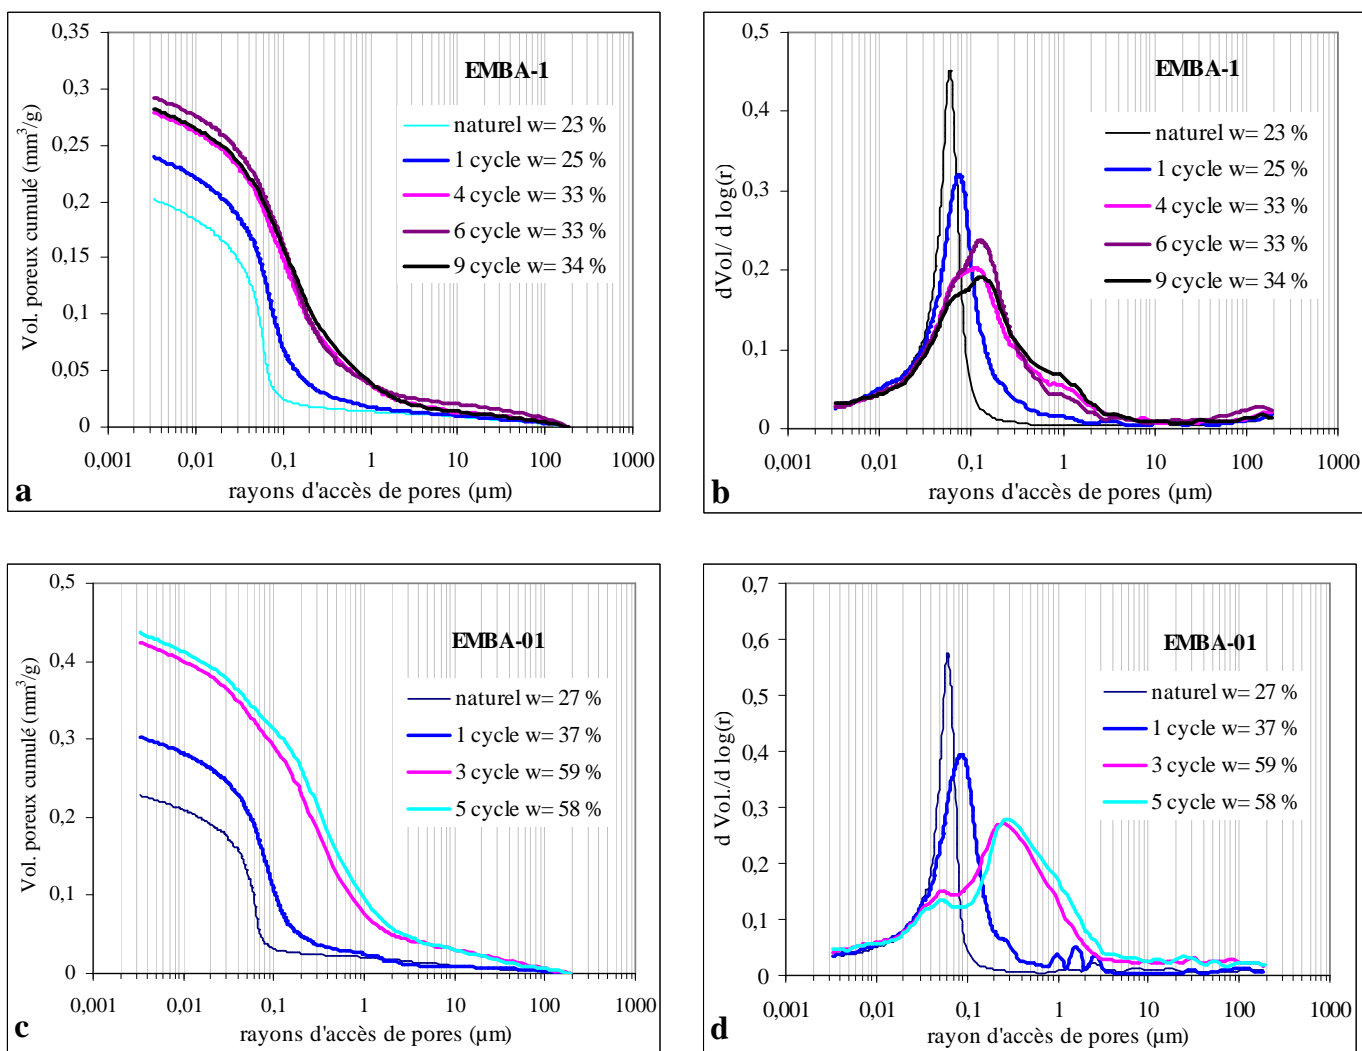 EMBA-1
Vol. poreux cumulé (mm³/g)
0,35
0,3
0,25
0,2
0,15
0,1
0,05
0
naturel w= 23 %
1 cycle w= 25 %
4 cycle w= 33 %
6 cycle w= 33 %
9 cycle w= 34 %
0,001 0,01 0,1 1 10 100 1000
rayons d'accès de pores (µm)
a
EMBA-1
dVol/ d log(r)
0,5
0,4
0,3
0,2
0,1
0
naturel w= 23 %
1 cycle w= 25 %
4 cycle w= 33 %
6 cycle w= 33 %
9 cycle w= 34 %
0,001 0,01 0,1 1 10 100 1000
rayons d'accès de pores (µm)
b
EMBA-01
Vol. poreux cumulé (mm³/g)
0,5
0,4
0,3
0,2
0,1
0
naturel w= 27 %
1 cycle w= 37 %
3 cycle w= 59 %
5 cycle w= 58 %
0,001 0,01 0,1 1 10 100 1000
rayons d'accès de pores (µm)
c
EMBA-01
d Vol./d log(r)
0,7
0,6
0,5
0,4
0,3
0,2
0,1
0
naturel w= 27 %
1 cycle w= 37 %
3 cycle w= 59 %
5 cycle w= 58 %
0,001 0,01 0,1 1 10 100 1000
rayon d'accès de pores (µm)
d